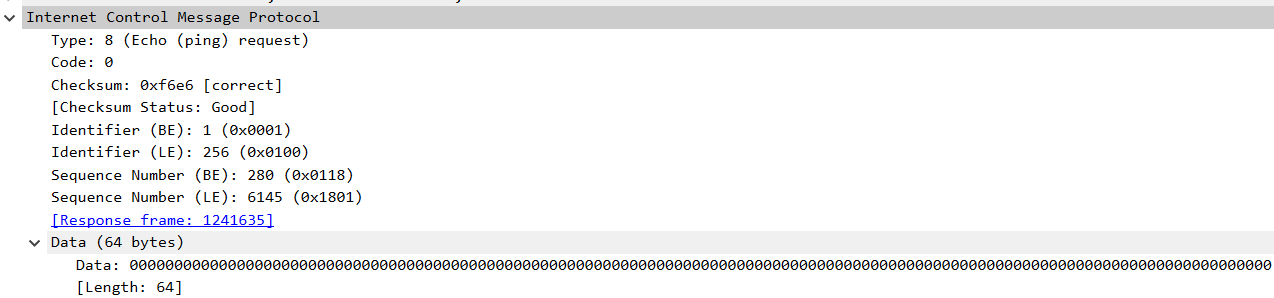 Internet Control Message Protocol
Type: 8 (Echo (ping) request)
Code: 0
Checksum: 0xf6e6 [correct]
[Checksum Status: Good]
Identifier (BE): 1 (0x0001)
Identifier (LE): 256 (0x0100)
Sequence Number (BE): 280 (0x0118)
Sequence Number (LE): 6145 (0x1801)
[Response frame: 1241635]
Data (64 bytes)
Data: 00000000000000000000000000000000000000000000000000000000000000000000000000000000000000000000000000000000000000000000000000000000
[Length: 64]